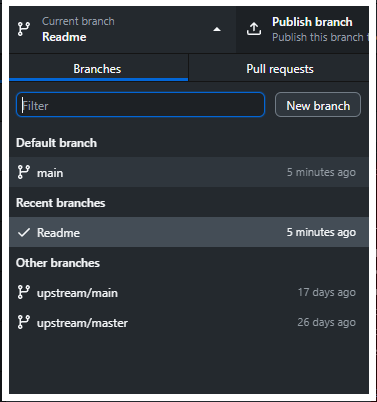 Current branch
Readme
Publish branch
Publish this branch t
Branches
Pull requests
Filter
New branch
Default branch
main 5 minutes ago
Recent branches
Readme 5 minutes ago
Other branches
upstream/main 17 days ago
upstream/master 26 days ago